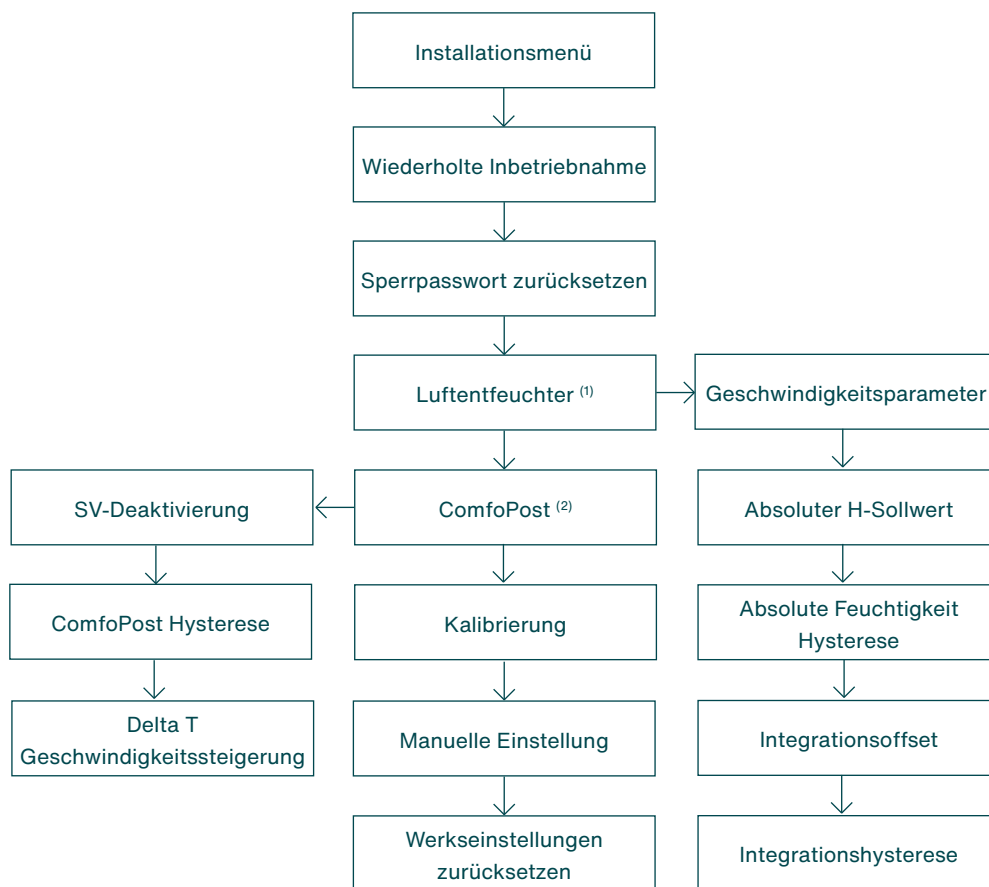 Installationsmenü
Wiederholte Inbetriebnahme
Sperrpasswort zurücksetzen
Luftentfeuchter (1)
Geschwindigkeitsparameter
SV-Deaktivierung
ComfoPost (2)
Absoluter H-Sollwert
ComfoPost Hysterese
Kalibrierung
Absolute Feuchtigkeit
Hysterese
Delta T
Geschwindigkeitssteigerung
Manuelle Einstellung
Integrationsoffset
Werkseinstellungen
zurücksetzen
Integrationshysterese